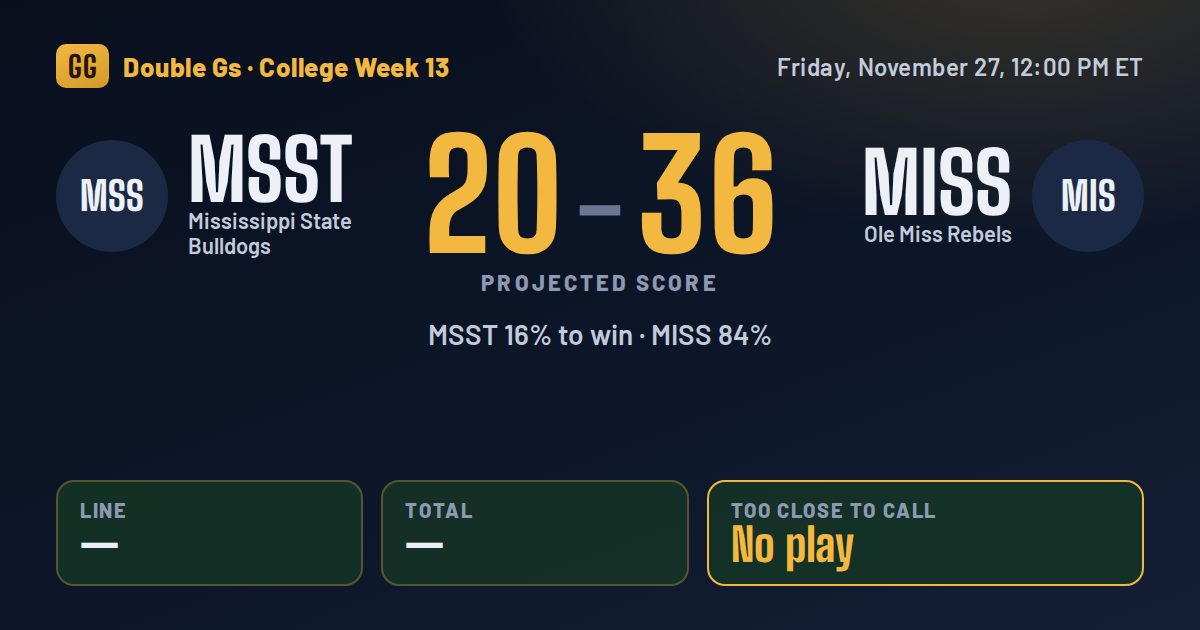 GG
Double Gs · College Week 13
Friday, November 27, 12:00 PM ET
MSS
MSST
Mississippi State
Bulldogs
20 – 36
PROJECTED SCORE
MSST 16% to win · MISS 84%
MISS
Ole Miss Rebels
MIS
LINE
—
TOTAL
—
TOO CLOSE TO CALL
No play